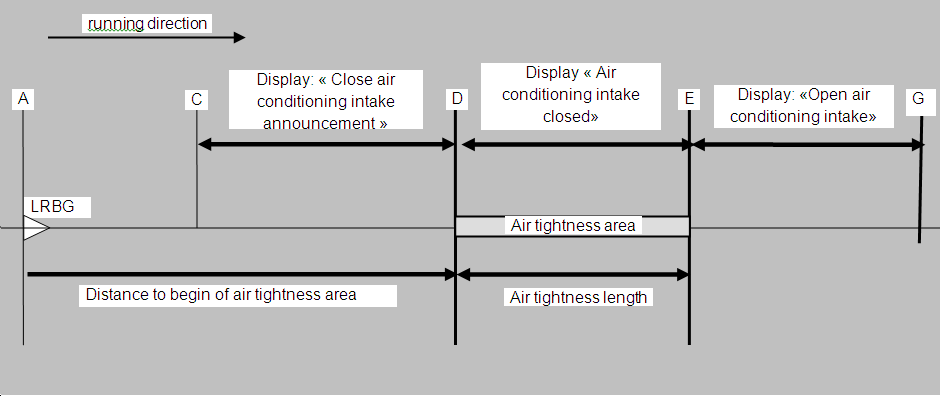 running direction
A
C
Display: « Close air
conditioning intake
announcement »
D
Display « Air
conditioning intake
closed»
E
Display: «Open air
conditioning intake»
G
LRBG
Air tightness area
Distance to begin of air tightness area
Air tightness length